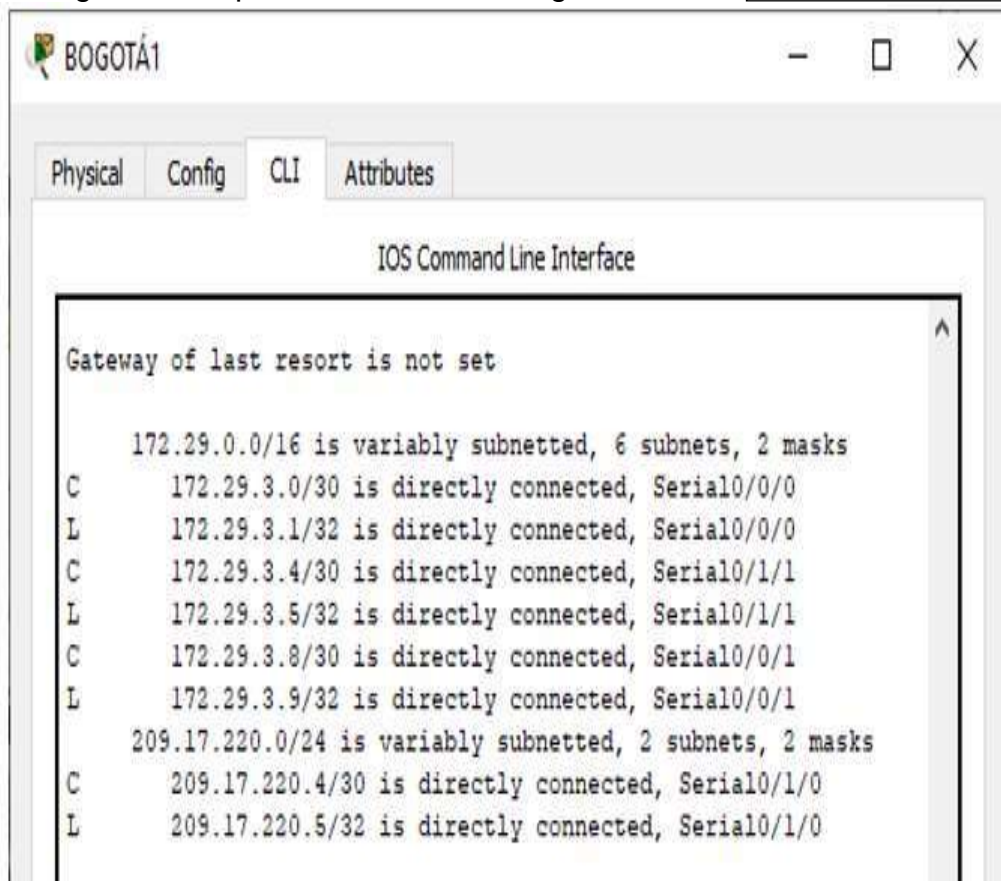 BOGOTÁ1
Physical Config CLI Attributes
IOS Command Line Interface
Gateway of last resort is not set
172.29.0.0/16 is variably subnetted, 6 subnets, 2 masks
C 172.29.3.0/30 is directly connected, Serial0/0/0
L 172.29.3.1/32 is directly connected, Serial0/0/0
C 172.29.3.4/30 is directly connected, Serial0/1/1
L 172.29.3.5/32 is directly connected, Serial0/1/1
C 172.29.3.8/30 is directly connected, Serial0/0/1
L 172.29.3.9/32 is directly connected, Serial0/0/1
209.17.220.0/24 is variably subnetted, 2 subnets, 2 masks
C 209.17.220.4/30 is directly connected, Serial0/1/0
L 209.17.220.5/32 is directly connected, Serial0/1/0